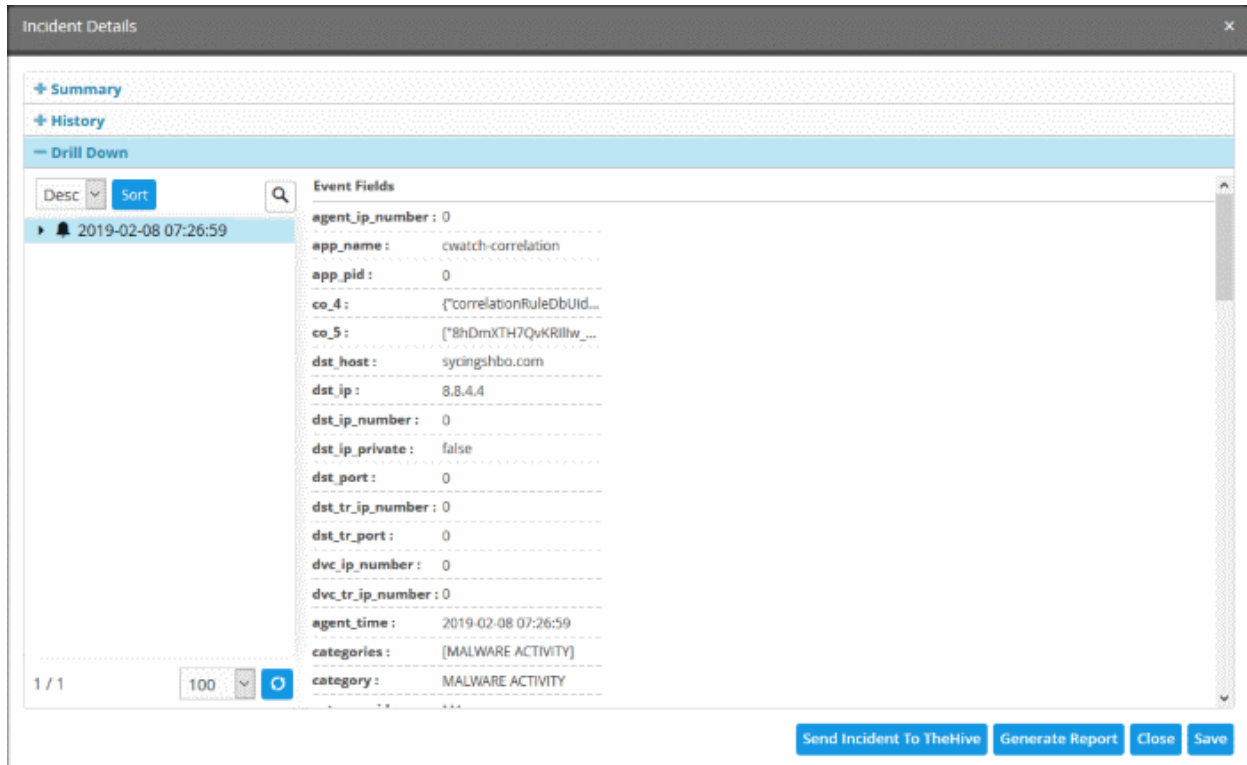 Incident Details ×
+ Summary
+ History
− Drill Down
Desc Sort
2019-02-08 07:26:59
Event Fields
agent_ip_number : 0
app_name : cwatch-correlation
app_pid : 0
co_4 : {"correlationRuleDbUid...
co_5 :
dst_host : sycingshbo.com
dst_ip : 8.8.4.4
dst_ip_number : 0
dst_ip_private : false
dst_port : 0
dst_tr_ip_number : 0
dst_tr_port : 0
dvc_ip_number : 0
dvc_tr_ip_number : 0
agent_time : 2019-02-08 07:26:59
categories : [MALWARE ACTIVITY]
category : MALWARE ACTIVITY
1 / 1 100
Send Incident To TheHive Generate Report Close Save